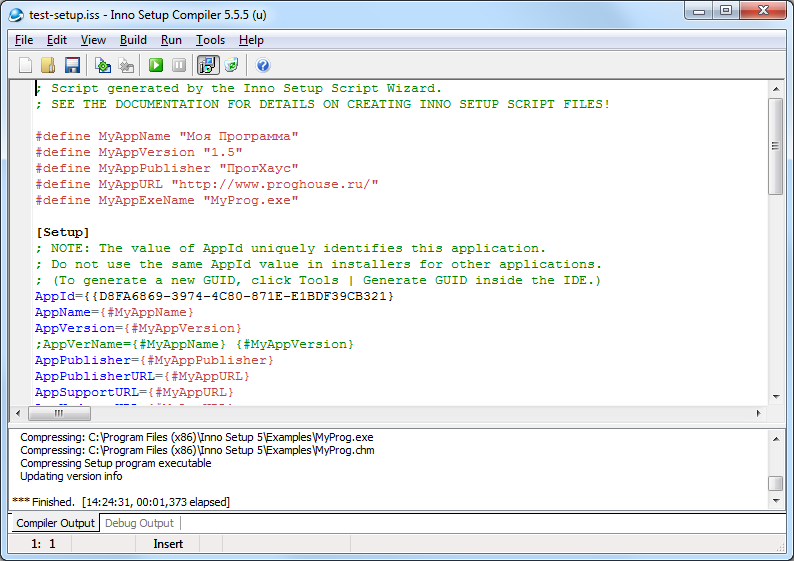 test-setup.iss - Inno Setup Compiler 5.5.5 (u)
File Edit View Build Run Tools Help
; Script generated by the Inno Setup Script Wizard.
; SEE THE DOCUMENTATION FOR DETAILS ON CREATING INNO SETUP SCRIPT FILES!
#define MyAppName "Моя Программа"
#define MyAppVersion "1.5"
#define MyAppPublisher "ПрогХаус"
#define MyAppURL "http://www.proghouse.ru/"
#define MyAppExeName "MyProg.exe"
[Setup]
; NOTE: The value of AppId uniquely identifies this application.
; Do not use the same AppId value in installers for other applications.
; (To generate a new GUID, click Tools | Generate GUID inside the IDE.)
AppId={{D8FA6869-3974-4C80-871E-E1BDF39CB321}
AppName={#MyAppName}
AppVersion={#MyAppVersion}
;AppVerName={#MyAppName} {#MyAppVersion}
AppPublisher={#MyAppPublisher}
AppPublisherURL={#MyAppURL}
AppSupportURL={#MyAppURL}
Compressing: C:\Program Files (x86)\Inno Setup 5\Examples\MyProg.exe
Compressing: C:\Program Files (x86)\Inno Setup 5\Examples\MyProg.chm
Compressing Setup program executable
Updating version info
*** Finished. [14:24:31, 00:01,373 elapsed]
Compiler Output Debug Output
1: 1 Insert